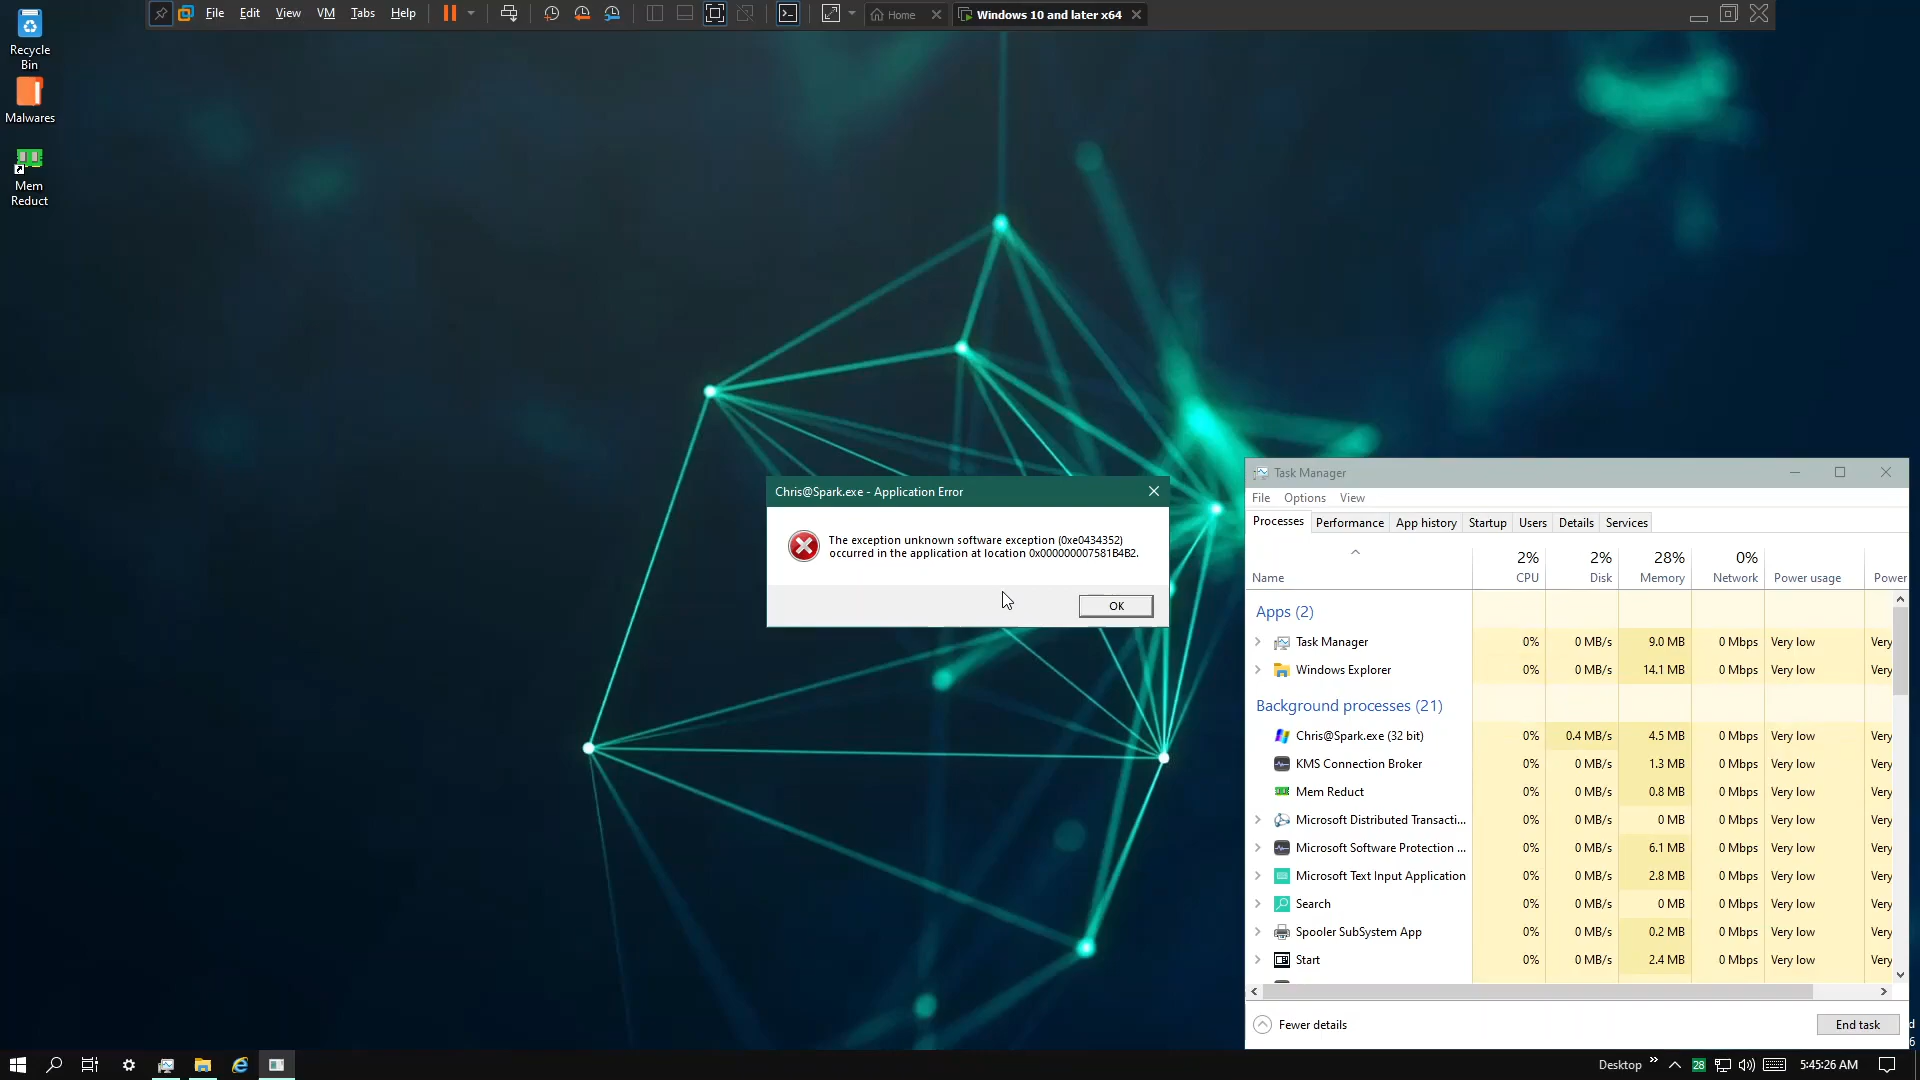 File Edit View VM Tabs Help
Home
Windows 10 and later x64
Recycle
Bin
Malwares
Mem
Reduct
Chris@Spark.exe - Application Error
The exception unknown software exception (0xe0434352)
occurred in the application at location 0x000000007581B4B2.
OK
Task Manager
File Options View
Processes Performance App history Startup Users Details Services
2% 2% 28% 0%
Name CPU Disk Memory Network Power usage Power
Apps (2)
Task Manager 0% 0 MB/s 9.0 MB 0 Mbps Very low Very
Windows Explorer 0% 0 MB/s 14.1 MB 0 Mbps Very low Very
Background processes (21)
Chris@Spark.exe (32 bit) 0% 0.4 MB/s 4.5 MB 0 Mbps Very low Very
KMS Connection Broker 0% 0 MB/s 1.3 MB 0 Mbps Very low Very
Mem Reduct 0% 0 MB/s 0.8 MB 0 Mbps Very low Very
Microsoft Distributed Transacti... 0% 0 MB/s 0 MB 0 Mbps Very low Very
Microsoft Software Protection ... 0% 0 MB/s 6.1 MB 0 Mbps Very low Very
Microsoft Text Input Application 0% 0 MB/s 2.8 MB 0 Mbps Very low Very
Search 0% 0 MB/s 0 MB 0 Mbps Very low Very
Spooler SubSystem App 0% 0 MB/s 0.2 MB 0 Mbps Very low Very
Start 0% 0 MB/s 2.4 MB 0 Mbps Very low Very
Fewer details
End task
Desktop
28
5:45:26 AM